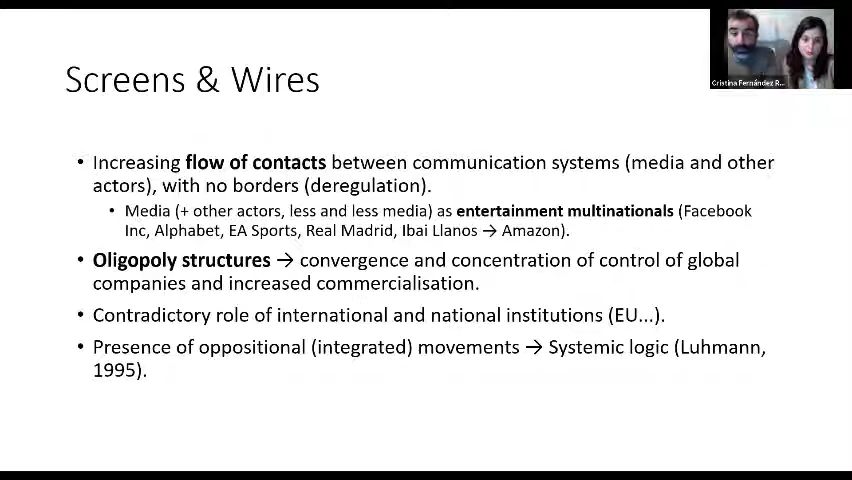 Cristina Fernández R...
Screens & Wires
• Increasing flow of contacts between communication systems (media and other
actors), with no borders (deregulation).
• Media (+ other actors, less and less media) as entertainment multinationals (Facebook
Inc, Alphabet, EA Sports, Real Madrid, Ibai Llanos → Amazon).
• Oligopoly structures → convergence and concentration of control of global
companies and increased commercialisation.
• Contradictory role of international and national institutions (EU...).
• Presence of oppositional (integrated) movements → Systemic logic (Luhmann,
1995).